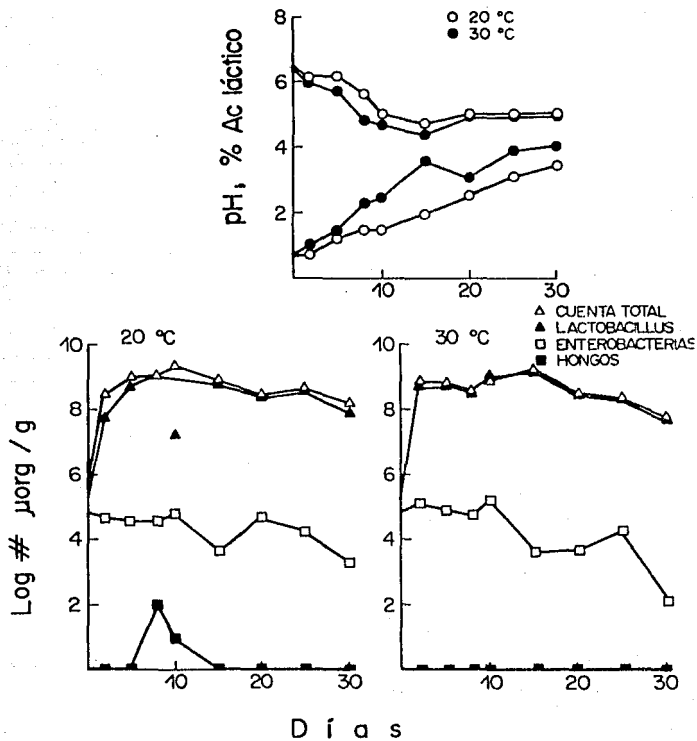 ○ 20 °C
● 30 °C
8
6
4
2
10
20
30
pH, % Ac láctico
△ CUENTA TOTAL
▲ LACTOBACILLUS
□ ENTEROBACTERIAS
■ HONGOS
20 °C
30 °C
10
8
6
4
2
10
20
30
10
8
6
4
2
10
20
30
Log # µorg/g
Días